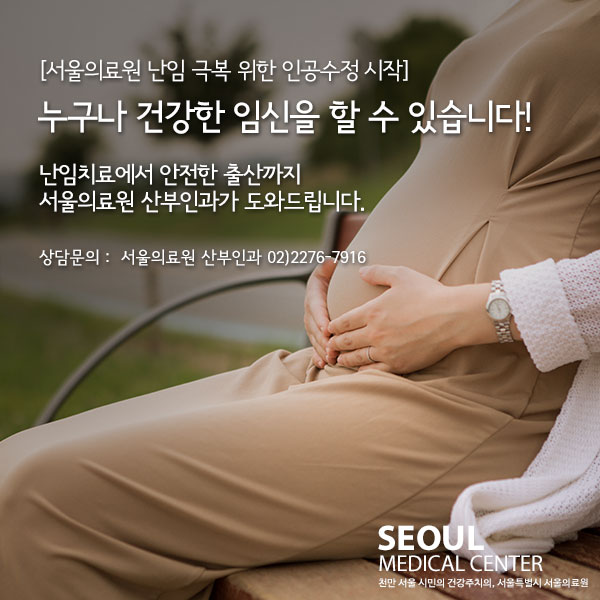 [서울의료원 난임 극복 위한 인공수정 시작]
누구나 건강한 임신을 할 수 있습니다!
난임치료에서 안전한 출산까지
서울의료원 산부인과가 도와드립니다.
상담문의 : 서울의료원 산부인과 02)2276-7916
SEOUL
MEDICAL CENTER
천만 서울 시민의 건강주치의, 서울특별시 서울의료원